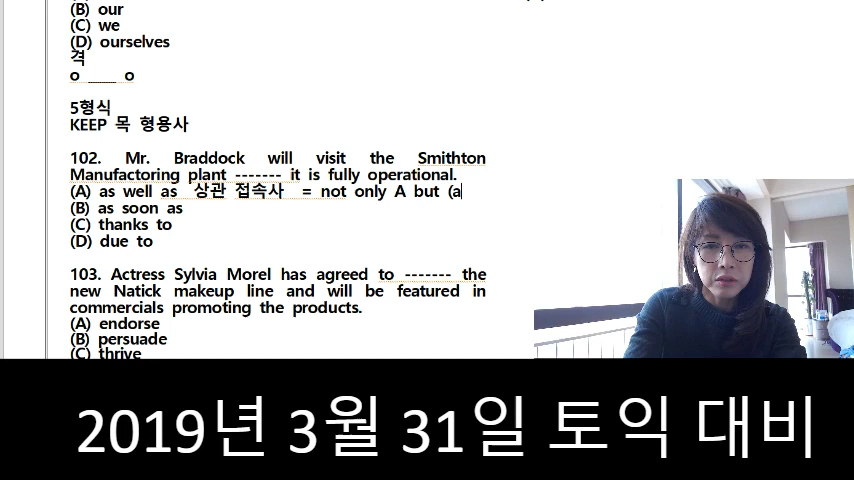 (B) our
(C) we
(D) ourselves
격
o ____ o
5형식
KEEP 목 형용사
102. Mr. Braddock will visit the Smithton
Manufactoring plant ------- it is fully operational.
(A) as well as 상관 접속사 = not only A but (a
(B) as soon as
(C) thanks to
(D) due to
103. Actress Sylvia Morel has agreed to ------- the
new Natick makeup line and will be featured in
commercials promoting the products.
(A) endorse
(B) persuade
(C) thrive
2019년 3월 31일 토익 대비